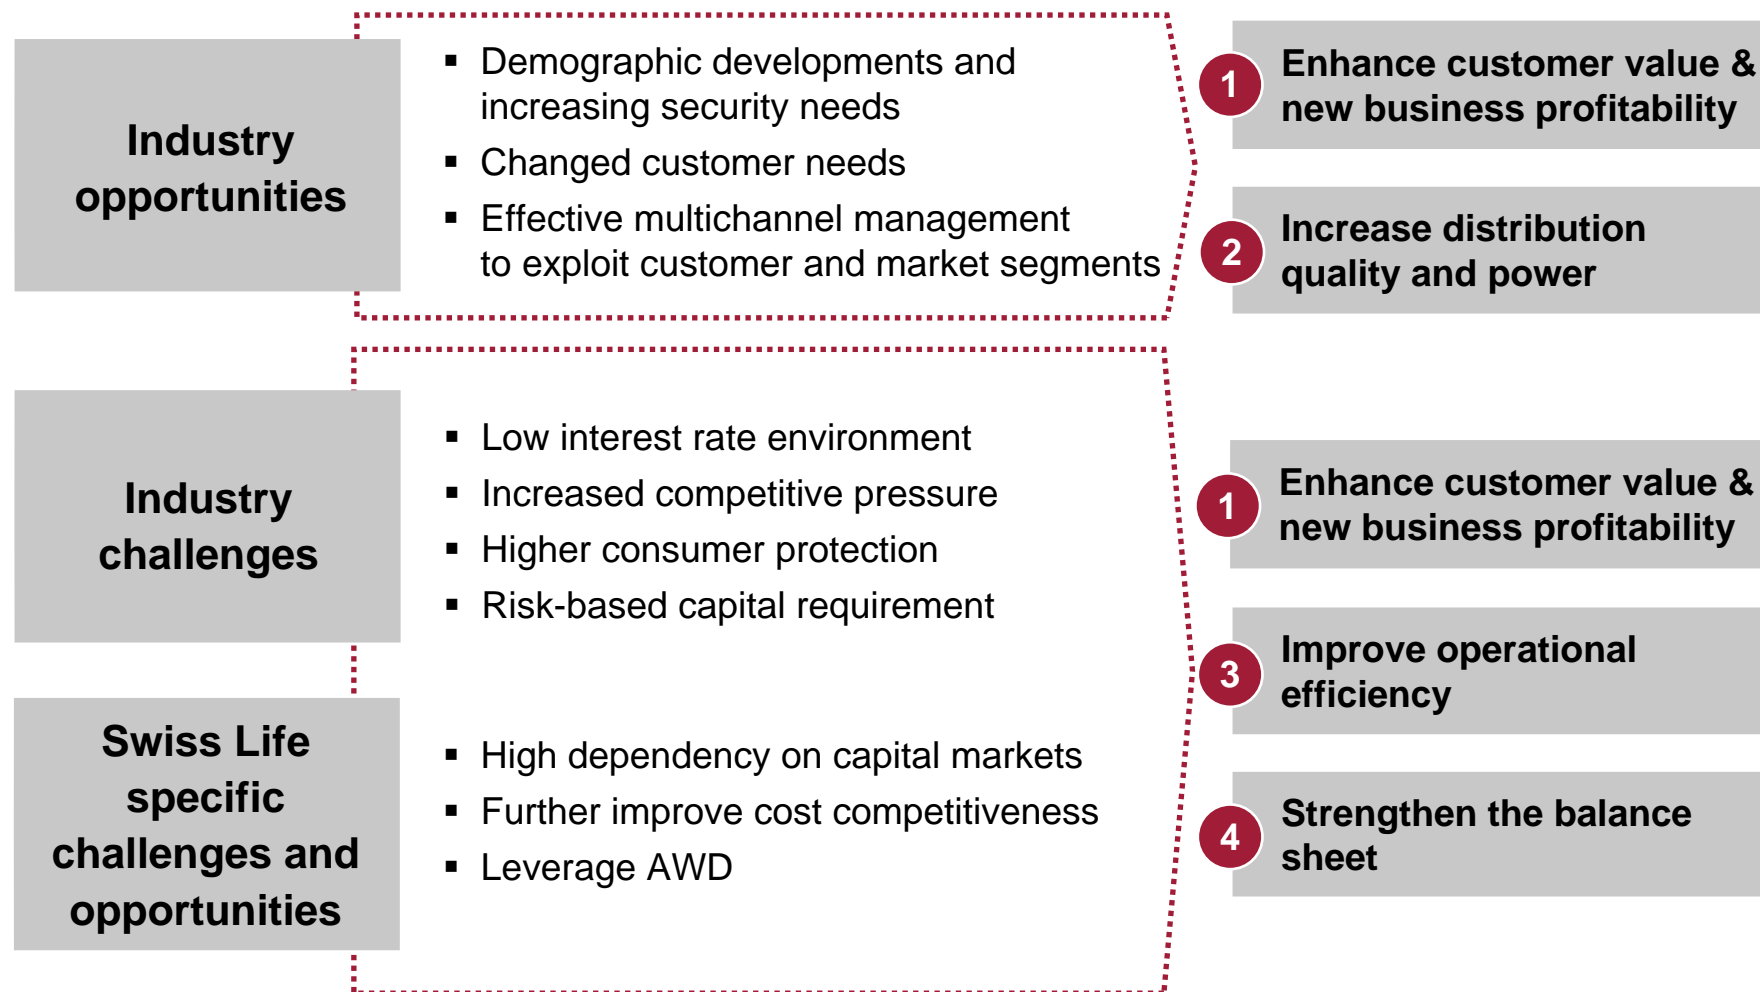 Industry
opportunities
▪ Demographic developments and
increasing security needs
▪ Changed customer needs
▪ Effective multichannel management
to exploit customer and market segments
1
Enhance customer value &
new business profitability
2
Increase distribution
quality and power
Industry
challenges
▪ Low interest rate environment
▪ Increased competitive pressure
▪ Higher consumer protection
▪ Risk-based capital requirement
Swiss Life
specific
challenges and
opportunities
▪ High dependency on capital markets
▪ Further improve cost competitiveness
▪ Leverage AWD
1
Enhance customer value &
new business profitability
3
Improve operational
efficiency
4
Strengthen the balance
sheet